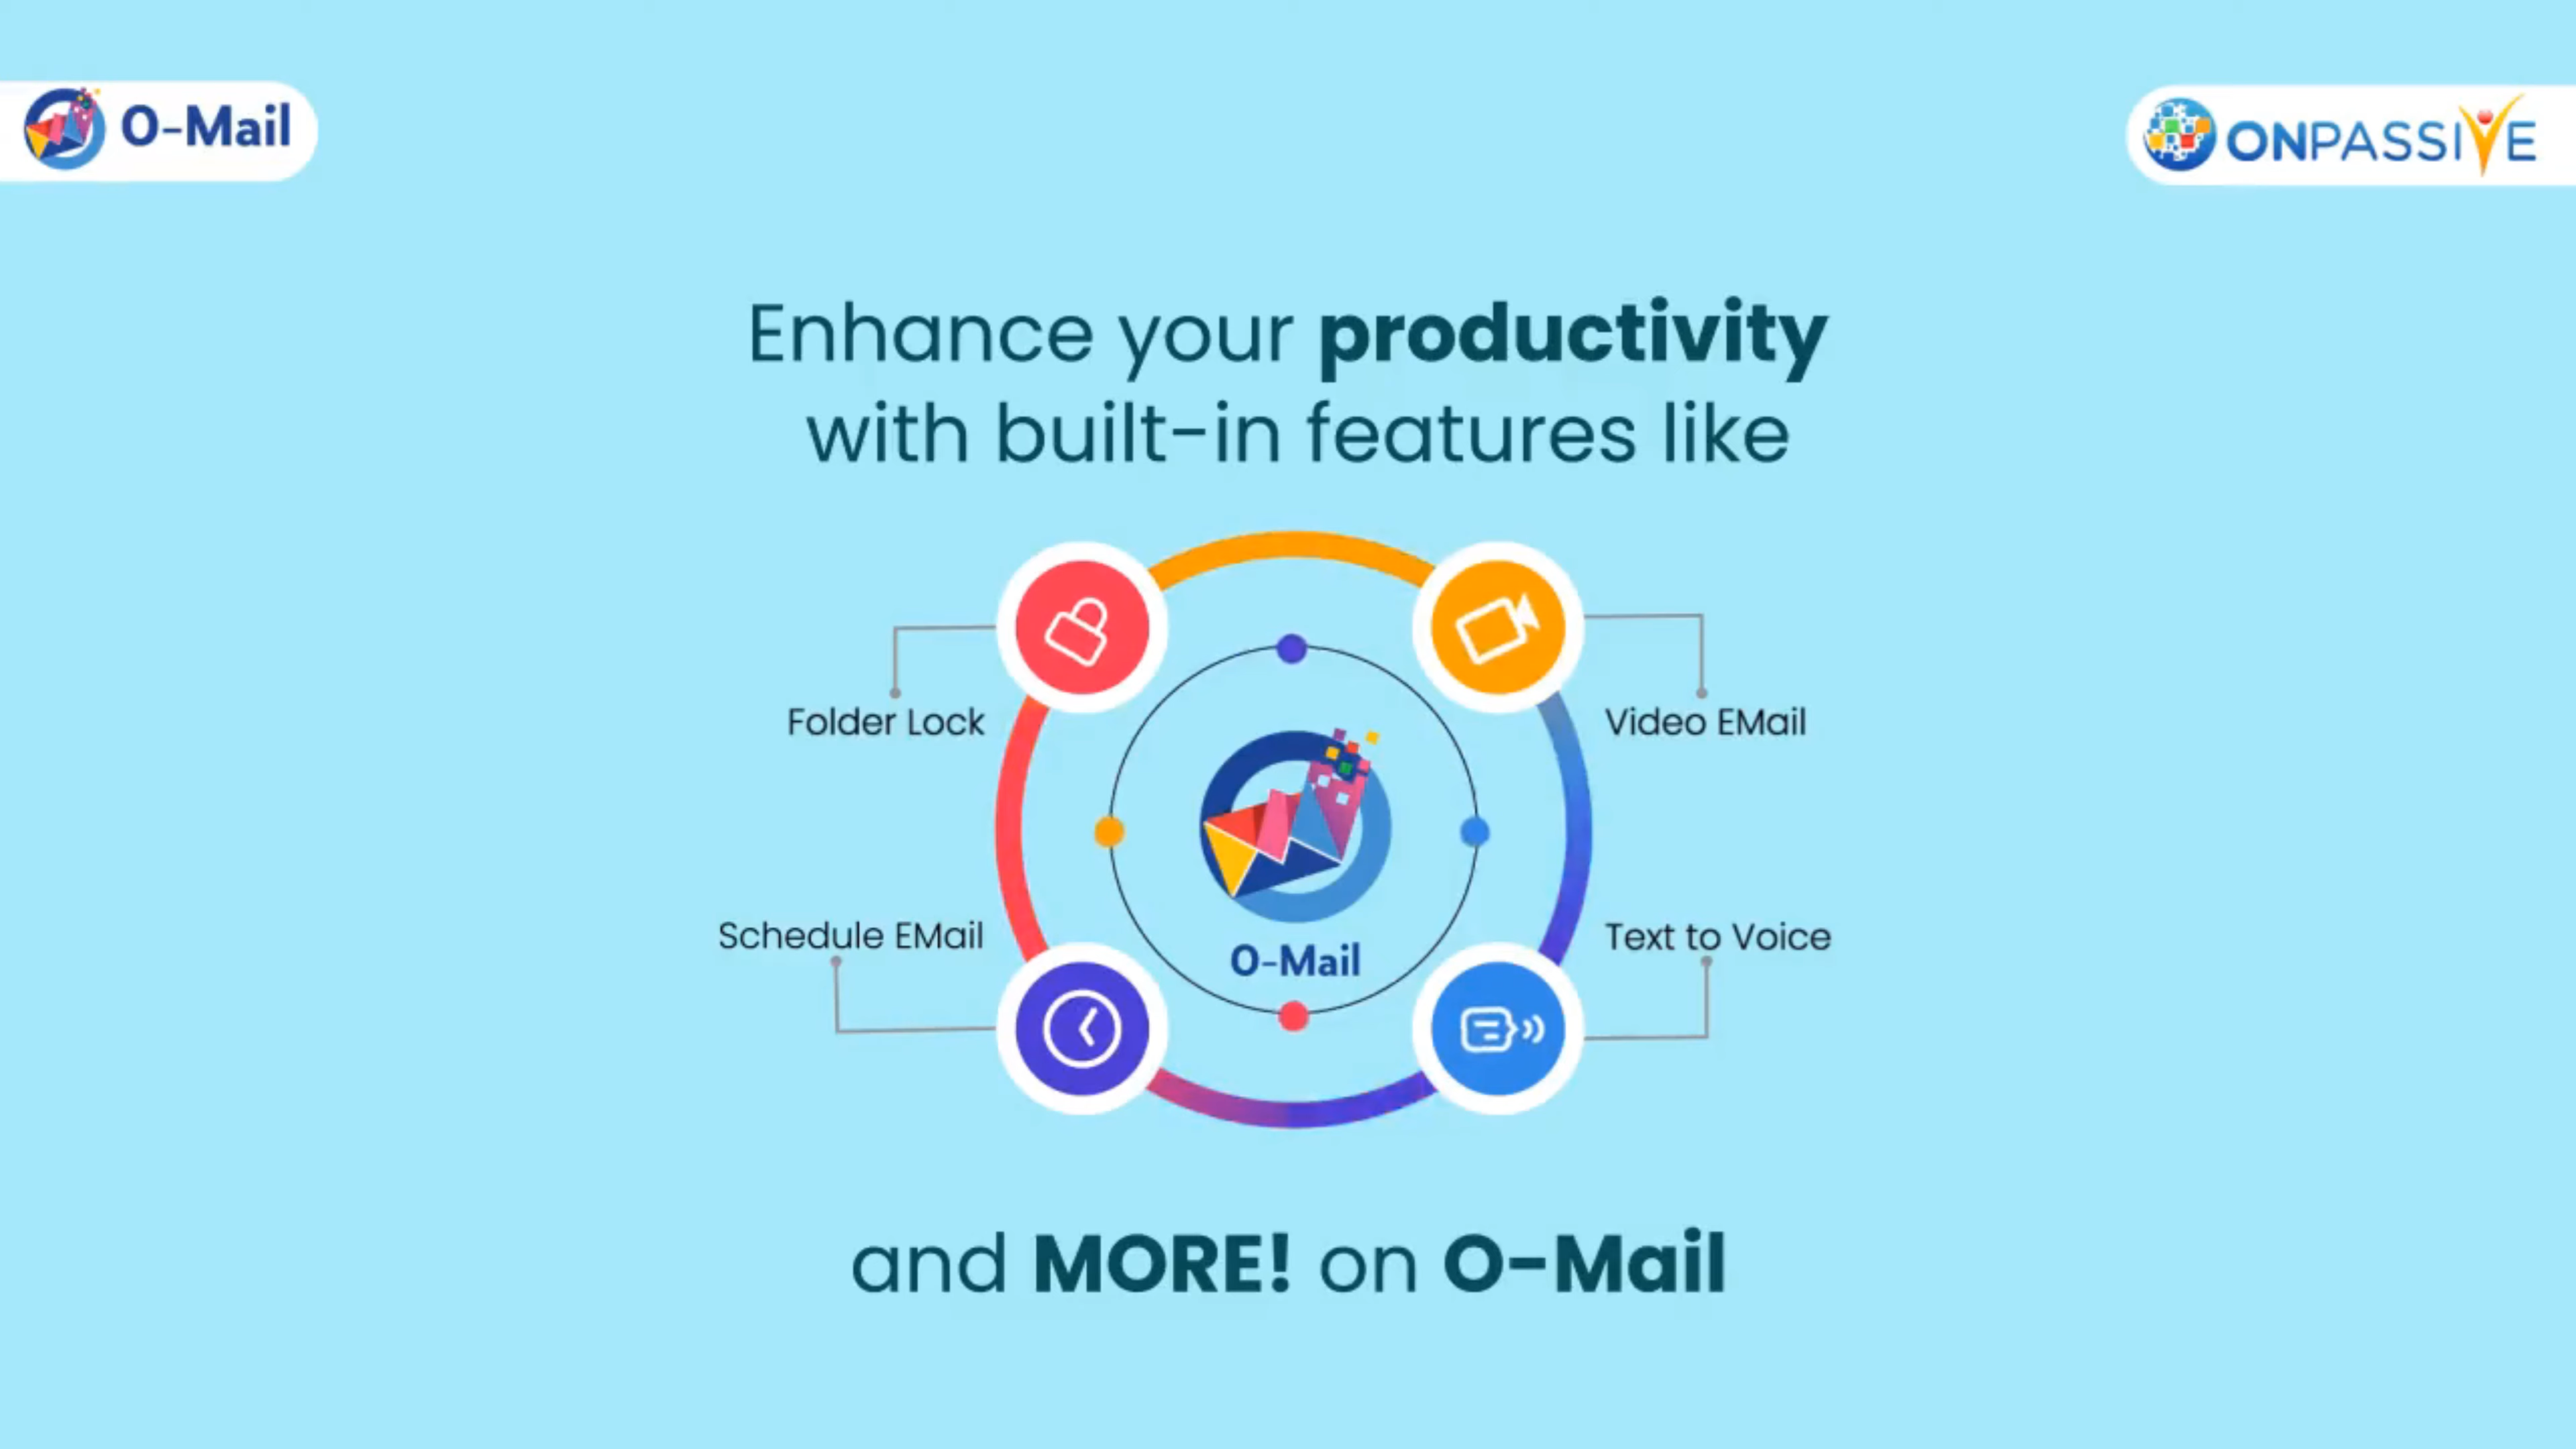 O-Mail
ONPASSIVE
Enhance your productivity
with built-in features like
Folder Lock
Video EMail
Schedule EMail
Text to Voice
O-Mail
and MORE! on O-Mail